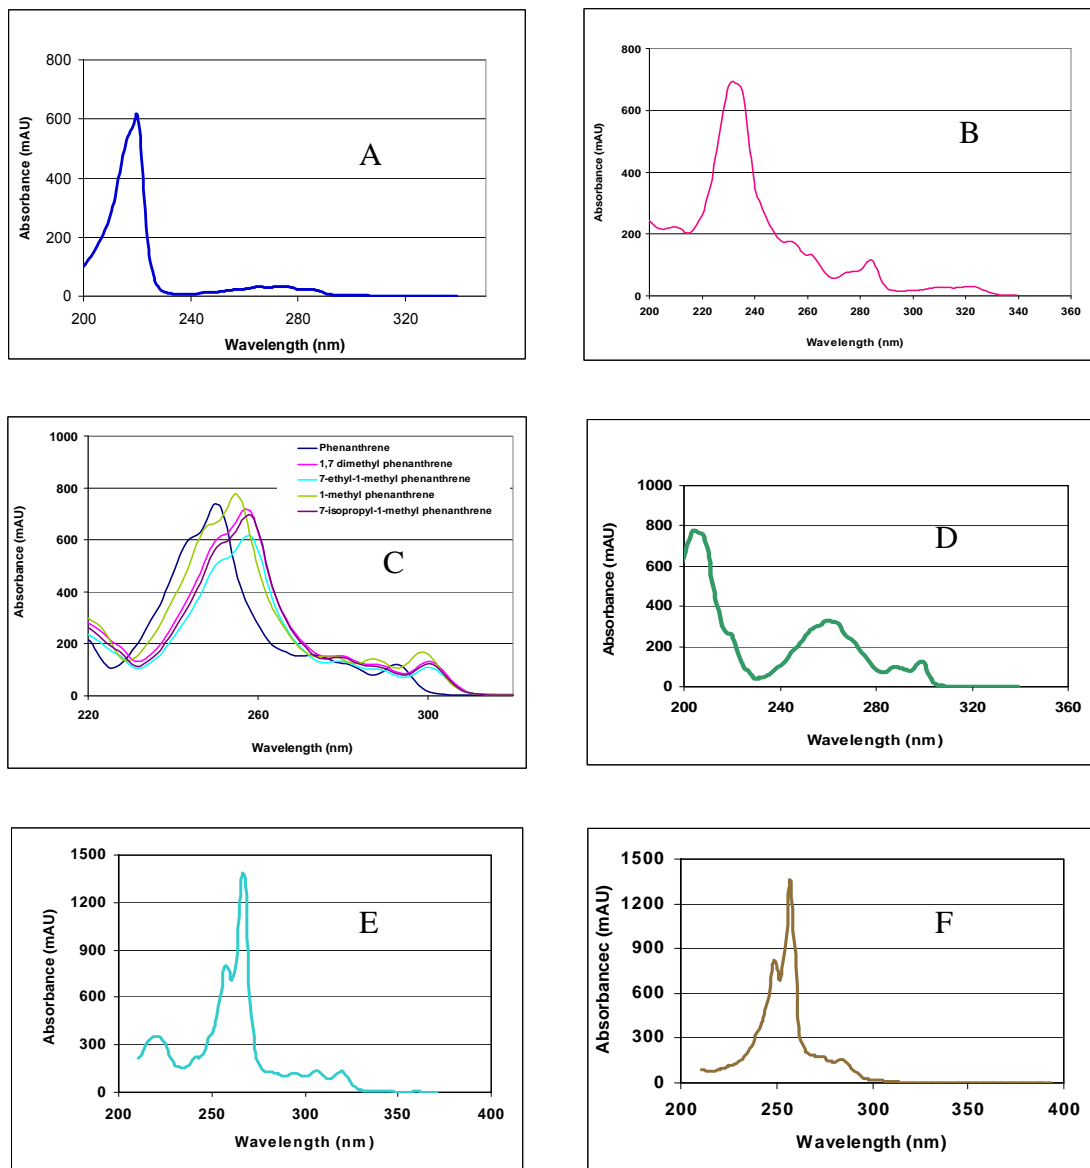 800
600
400
200
0
200
240
280
320
Absorbance (mAU)
Wavelength (nm)
A
800
600
400
200
0
200
220
240
260
280
300
320
340
360
Absorbance (mAU)
Wavelength (nm)
B
1000
800
600
400
200
0
220
260
300
Absorbance (mAU)
Wavelength (nm)
Phenanthrene
1,7 dimethyl phenanthrene
7-ethyl-1-methyl phenanthrene
1-methyl phenanthrene
7-isopropyl-1-methyl phenanthrene
C
1000
800
600
400
200
0
200
240
280
320
360
Absorbance (mAU)
Wavelength (nm)
D
1500
1200
900
600
300
0
200
250
300
350
400
Absorbance (mAU)
Wavelength (nm)
E
1500
1200
900
600
300
0
200
250
300
350
400
Absorbancec (mAU)
Wavelength (nm)
F